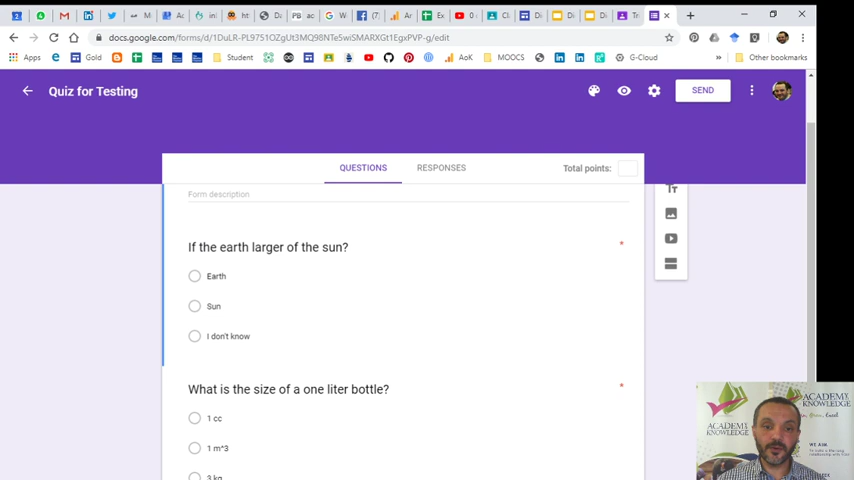 docs.google.com/forms/d/1DuLR-PL9751OZgUt3MQ98NTe5wiSMARXGt1EgxPVP-g/edit
Apps
Gold
Student
MOOCS
AoK
G-Cloud
Other bookmarks
Quiz for Testing
SEND
QUESTIONS
RESPONSES
Total points:
Form description
If the earth larger of the sun?
*
Earth
Sun
I don't know
What is the size of a one liter bottle?
*
1 cc
1 m^3
3 kg
ACADEMY
KNOWLEDGE
ACADEMY
KNOWLEDGE
WE ARE